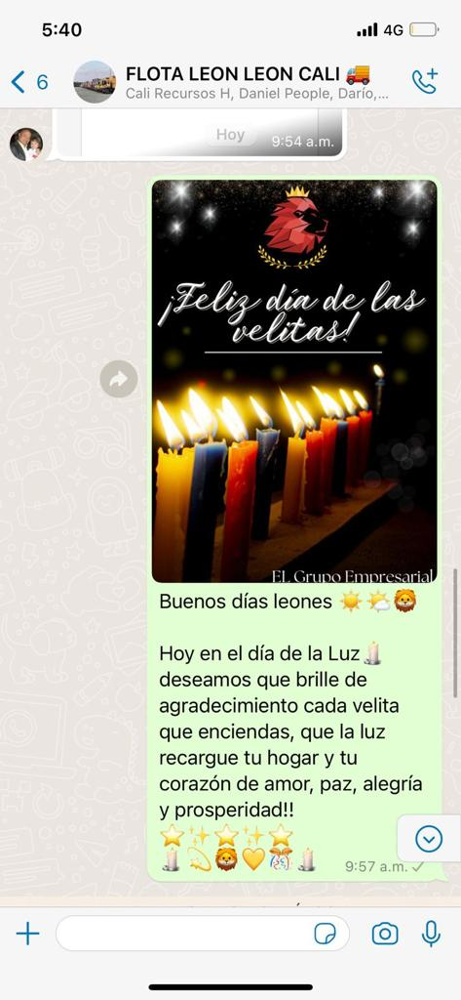 5:40
4G
6
FLOTA LEON LEON CALI 🚚
Cali Recursos H, Daniel People, Darío,...
Hoy
9:54 a.m.
¡Feliz día de las
velitas!
EL Grupo Empresarial
Buenos días leones ☀️🌤️🦁
Hoy en el día de la Luz🕯️
deseamos que brille de
agradecimiento cada velita
que enciendas, que la luz
recargue tu hogar y tu
corazón de amor, paz, alegría
y prosperidad!!
⭐✨⭐✨⭐
🕯️💫🦁💛🎊🕯️
9:57 a.m.